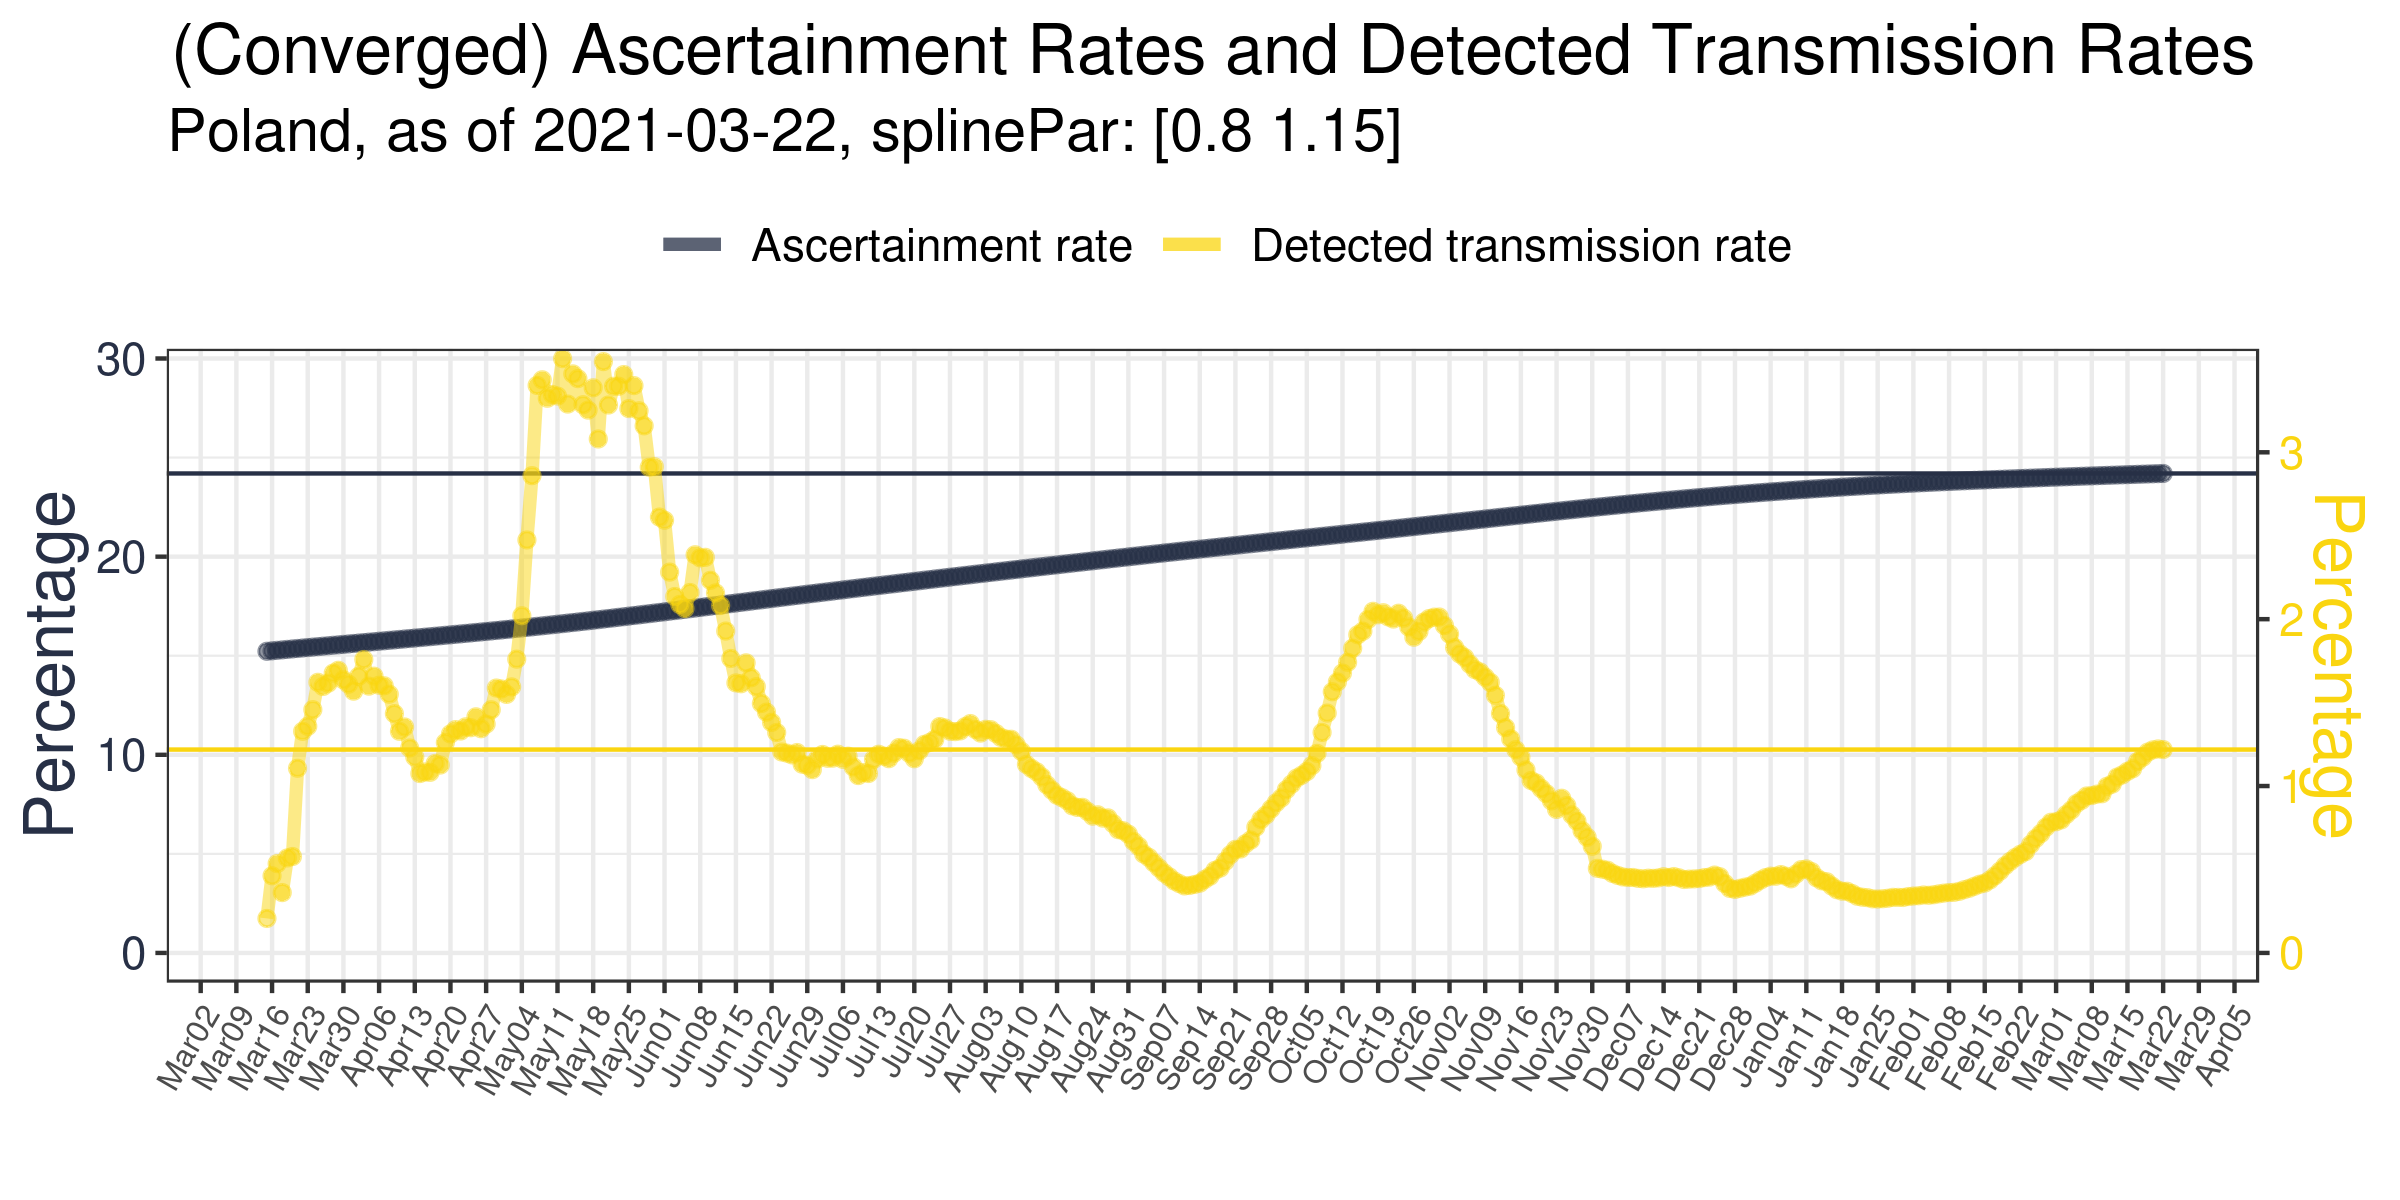 (Converged) Ascertainment Rates and Detected Transmission Rates
Poland, as of 2021-03-22, splinePar: [0.8 1.15]
Ascertainment rate
Detected transmission rate
Percentage
30
20
10
0
3
2
1
0
Percentage
Mar02
Mar09
Mar16
Mar23
Mar30
Apr06
Apr13
Apr20
Apr27
May04
May11
May18
May25
Jun01
Jun08
Jun15
Jun22
Jun29
Jul06
Jul13
Jul20
Jul27
Aug03
Aug10
Aug17
Aug24
Aug31
Sep07
Sep14
Sep21
Sep28
Oct05
Oct12
Oct19
Oct26
Nov02
Nov09
Nov16
Nov23
Nov30
Dec07
Dec14
Dec21
Dec28
Jan04
Jan11
Jan18
Jan25
Feb01
Feb08
Feb15
Feb22
Mar01
Mar08
Mar15
Mar22
Mar29
Apr05